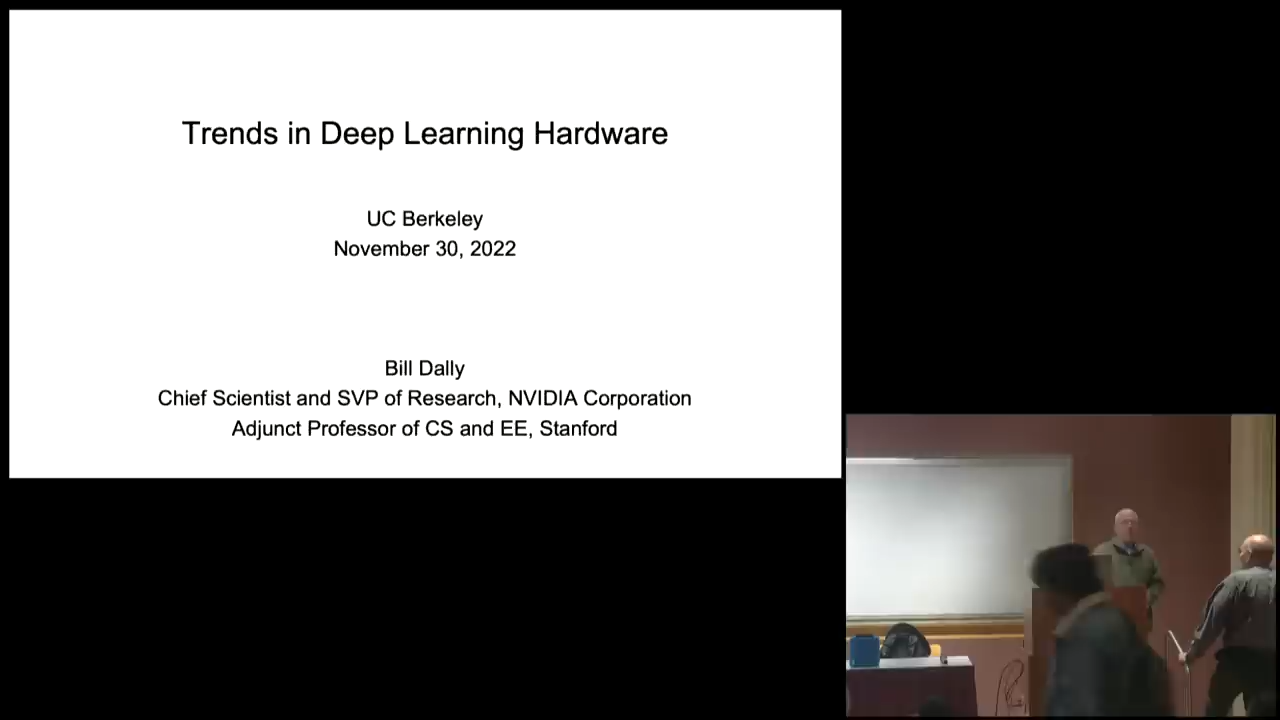 Trends in Deep Learning Hardware
UC Berkeley
November 30, 2022
Bill Dally
Chief Scientist and SVP of Research, NVIDIA Corporation
Adjunct Professor of CS and EE, Stanford